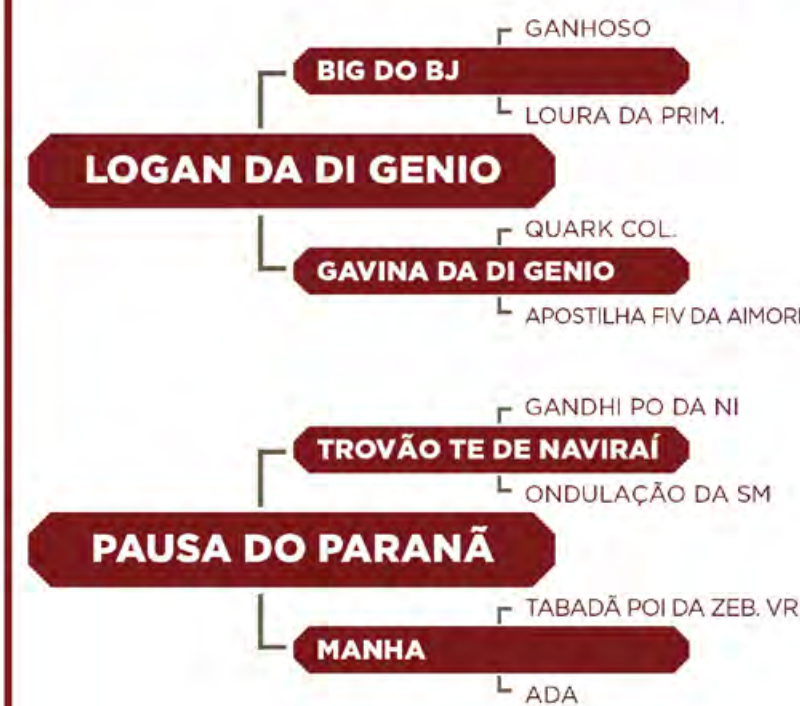 GANHOSO
BIG DO BJ
LOURA DA PRIM.
LOGAN DA DI GENIO
QUARK COL.
GAVINA DA DI GENIO
APOSTILHA FIV DA
GANDHI PO DA NI
TROVÃO TE DE NAVIRAÍ
ONDULAÇÃO DA SM
PAUSA DO PARANÃ
TABADÃ POI DA ZEB. VR
MANHA
ADA